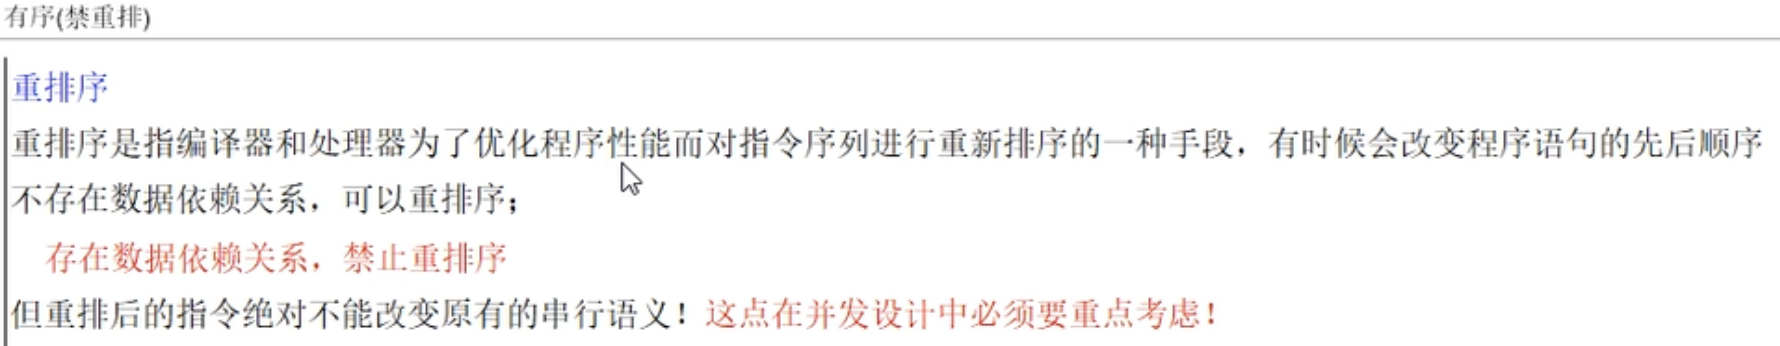 有序(禁重排)
重排序
重排序是指编译器和处理器为了优化程序性能而对指令序列进行重新排序的一种手段，有时候会改变程序语句的先后顺序
不存在数据依赖关系，可以重排序；
存在数据依赖关系，禁止重排序
但重排后的指令绝对不能改变原有的串行语义！这点在并发设计中必须要重点考虑！